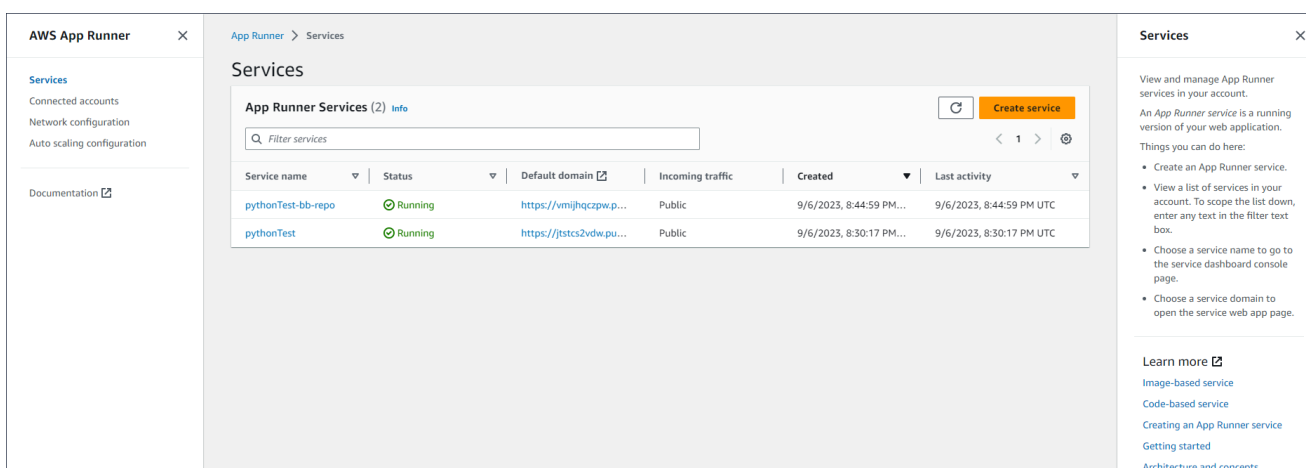 AWS App Runner
Services
Connected accounts
Network configuration
Auto scaling configuration
Documentation
App Runner > Services
Services
App Runner Services (2) Info
Create service
Filter services
1
Service name Status Default domain Incoming traffic Created Last activity
pythonTest-bb-repo Running https://vmijhqczpw.p... Public 9/6/2023, 8:44:59 PM... 9/6/2023, 8:44:59 PM UTC
pythonTest Running https://jtstcs2vdw.pu... Public 9/6/2023, 8:30:17 PM... 9/6/2023, 8:30:17 PM UTC
Services
View and manage App Runner
services in your account.
An App Runner service is a running
version of your web application.
Things you can do here:
• Create an App Runner service.
• View a list of services in your
account. To scope the list down,
enter any text in the filter text
box.
• Choose a service name to go to
the service dashboard console
page.
• Choose a service domain to
open the service web app page.
Learn more
Image-based service
Code-based service
Creating an App Runner service
Getting started
Architecture and concepts